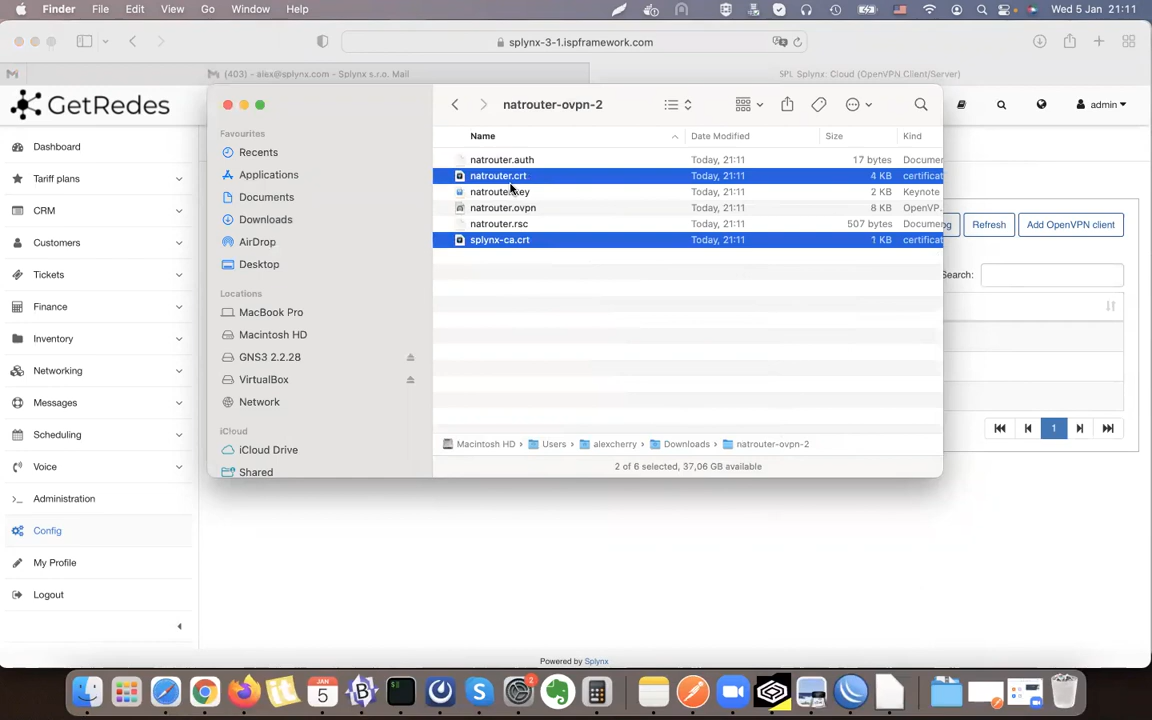 Finder File Edit View Go Window Help Wed 5 Jan 21:11
splynx-3-1.ispframework.com
(403) - alex@splynx.com - Splynx s.r.o. Mail
SPL Splynx: Cloud (OpenVPN Client/Server)
GetRedes
admin
natrouter-ovpn-2
Dashboard
Tariff plans
CRM
Customers
Tickets
Finance
Inventory
Networking
Messages
Scheduling
Voice
Administration
Config
My Profile
Logout
Favourites
Recents
Applications
Documents
Downloads
AirDrop
Desktop
Locations
MacBook Pro
Macintosh HD
GNS3 2.2.28
VirtualBox
Network
iCloud
iCloud Drive
Shared
Name Date Modified Size Kind
natrouter.auth Today, 21:11 17 bytes Documen
natrouter.crt Today, 21:11 4 KB certificat
natrouter.key Today, 21:11 2 KB Keynote
natrouter.ovpn Today, 21:11 8 KB OpenVP.
natrouter.rsc Today, 21:11 507 bytes Documen
splynx-ca.crt Today, 21:11 1 KB certificat
Macintosh HD Users alexcherry Downloads natrouter-ovpn-2
2 of 6 selected, 37,06 GB available
Refresh Add OpenVPN client
Search:
1
Powered by Splynx
JAN
5
2